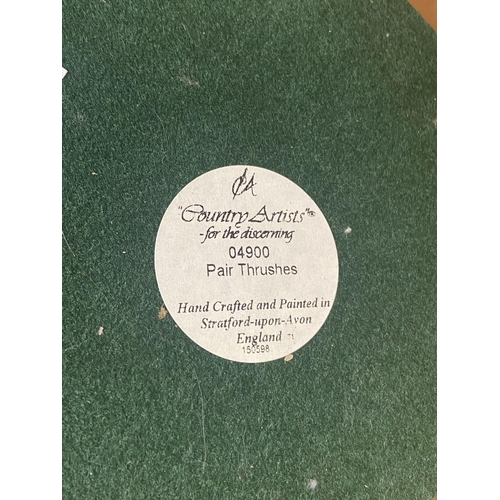 CA
"Country Artists"®
-for the discerning
04900
Pair Thrushes
Hand Crafted and Painted in
Stratford-upon-Avon
England
150598